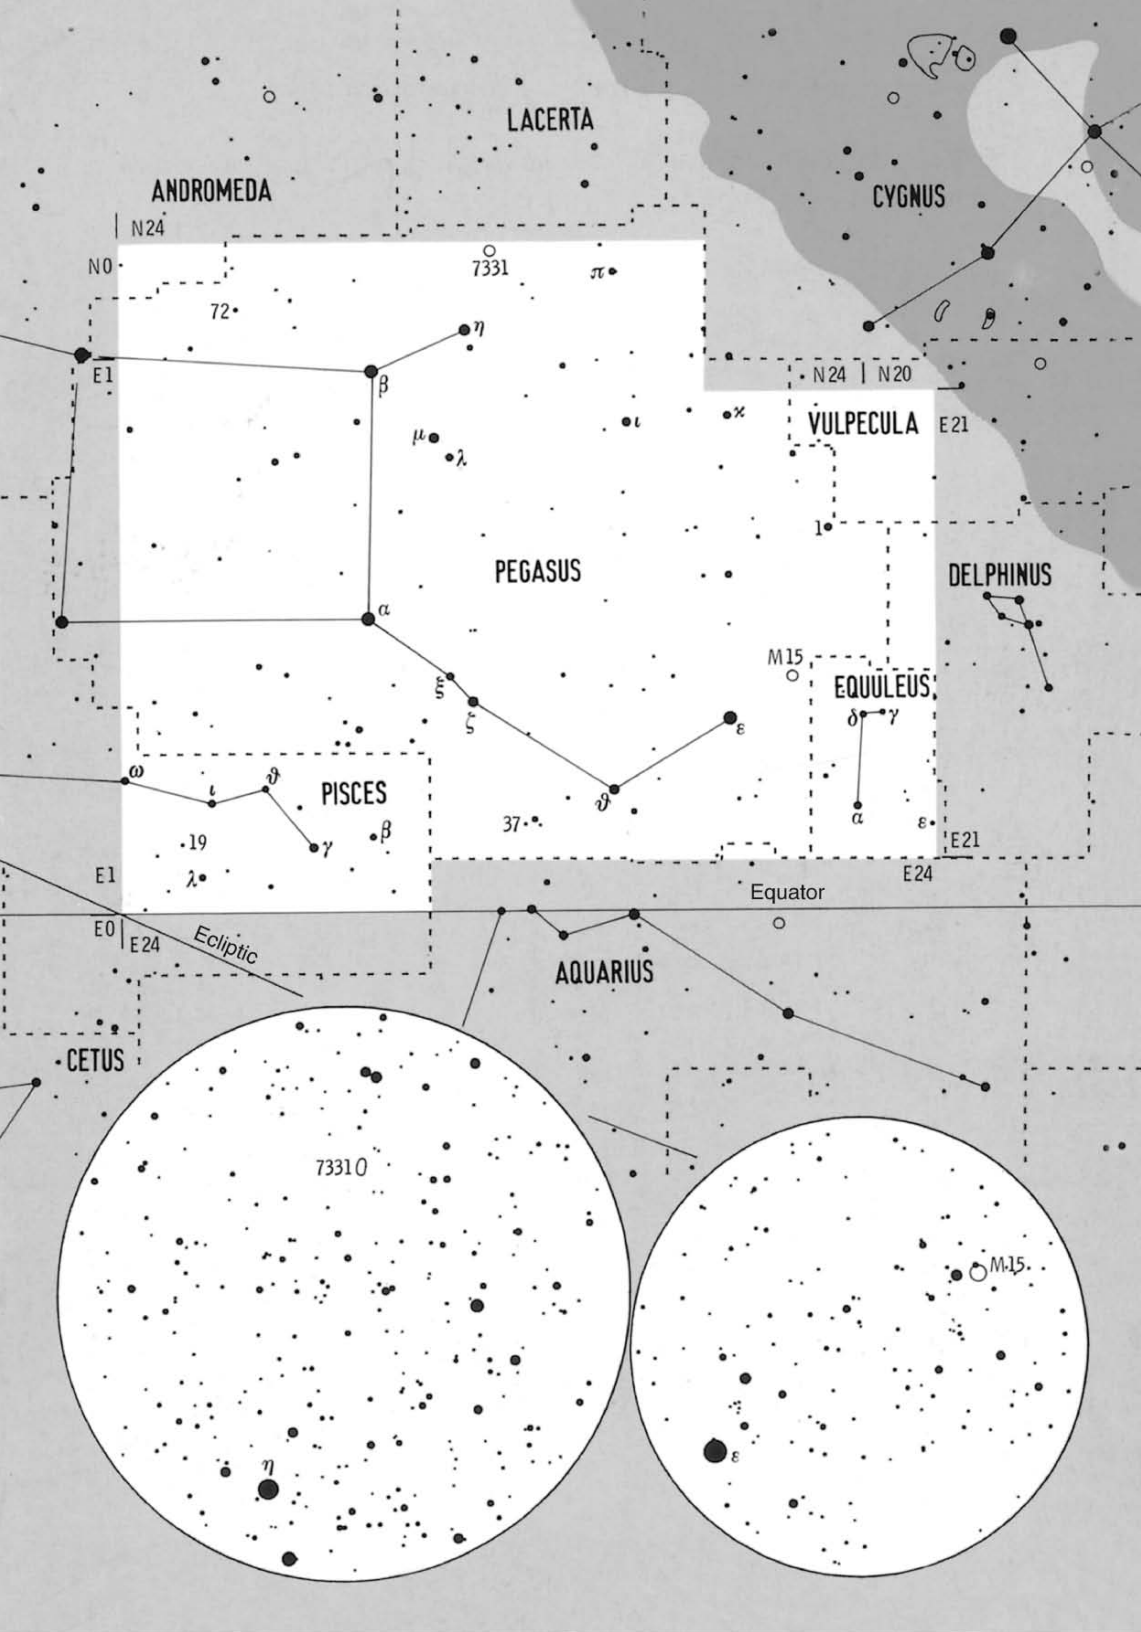 LACERTA
ANDROMEDA
CYGNUS
N24
N0
7331
π
72
η
E1
β
N24 | N20
ι
κ
VULPECULA
E21
μ
λ
1
PEGASUS
DELPHINUS
α
M15
ξ
EQUULEUS
ζ
δ
γ
ε
ω
ι
ϑ
PISCES
ϑ
α
37
ε
19
β
γ
E21
λ
E1
E24
Equator
E0
E24
Ecliptic
AQUARIUS
CETUS
7331
M15
η
ε